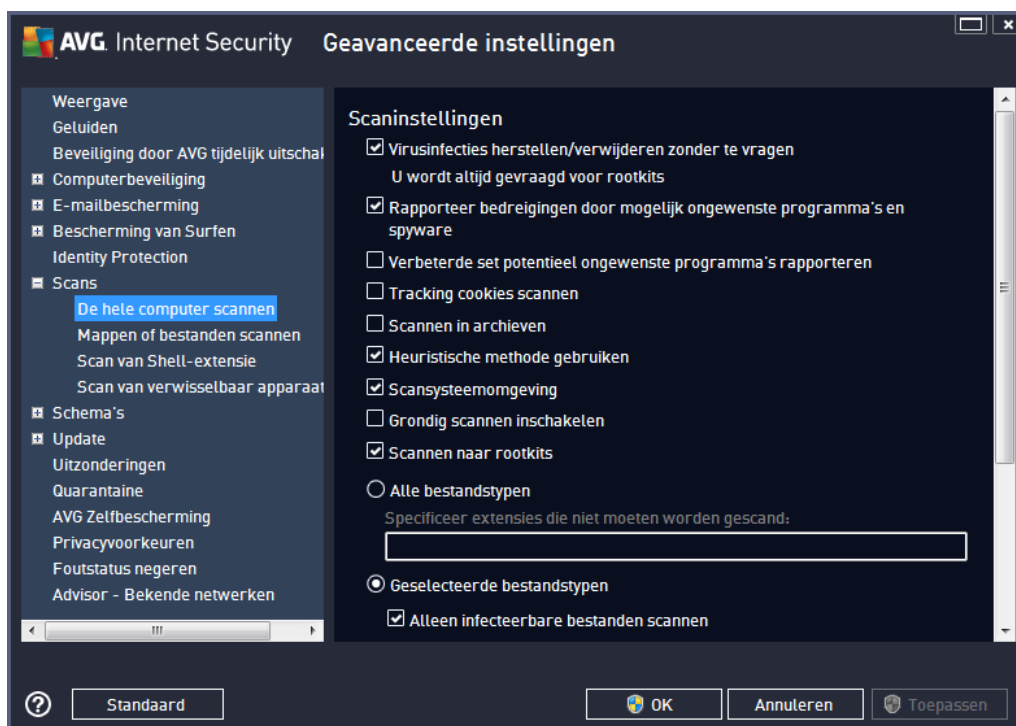 AVG. Internet Security Geavanceerde instellingen
Weergave
Geluiden
Beveiliging door AVG tijdelijk uitschak
Computerbeveiliging
E-mailbescherming
Bescherming van Surfen
Identity Protection
Scans
De hele computer scannen
Mappen of bestanden scannen
Scan van Shell-extensie
Scan van verwisselbaar apparaat
Schema's
Update
Uitzonderingen
Quarantaine
AVG Zelfbescherming
Privacyvoorkeuren
Foutstatus negeren
Advisor - Bekende netwerken
Scaninstellingen
Virusinfecties herstellen/verwijderen zonder te vragen
U wordt altijd gevraagd voor rootkits
Rapporteer bedreigingen door mogelijk ongewenste programma's en
spyware
Verbeterde set potentieel ongewenste programma's rapporteren
Tracking cookies scannen
Scannen in archieven
Heuristische methode gebruiken
Scansysteemomgeving
Grondig scannen inschakelen
Scannen naar rootkits
Alle bestandstypen
Specificeer extensies die niet moeten worden gescand:
Geselecteerde bestandstypen
Alleen infecteerbare bestanden scannen
? Standaard OK Annuleren Toepassen